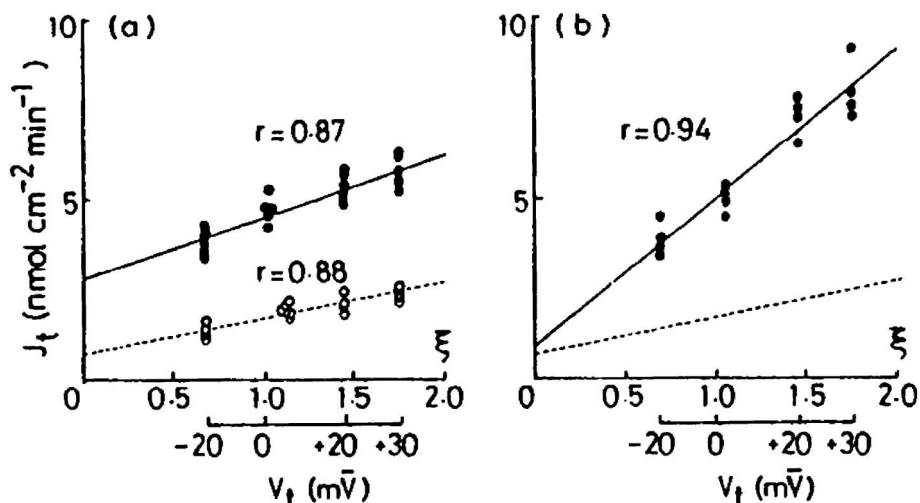 J_t (nmol cm⁻² min⁻¹)
10
5
(a)
r = 0.87
r = 0.88
ξ̄
0 0.5 1.0 1.5 2.0
-20 0 +20 +30
V_t (mV̄)
10
5
(b)
r = 0.94
ξ̄
0 0.5 1.0 1.5 2.0
-20 0 +20 +30
V_t (mV̄)